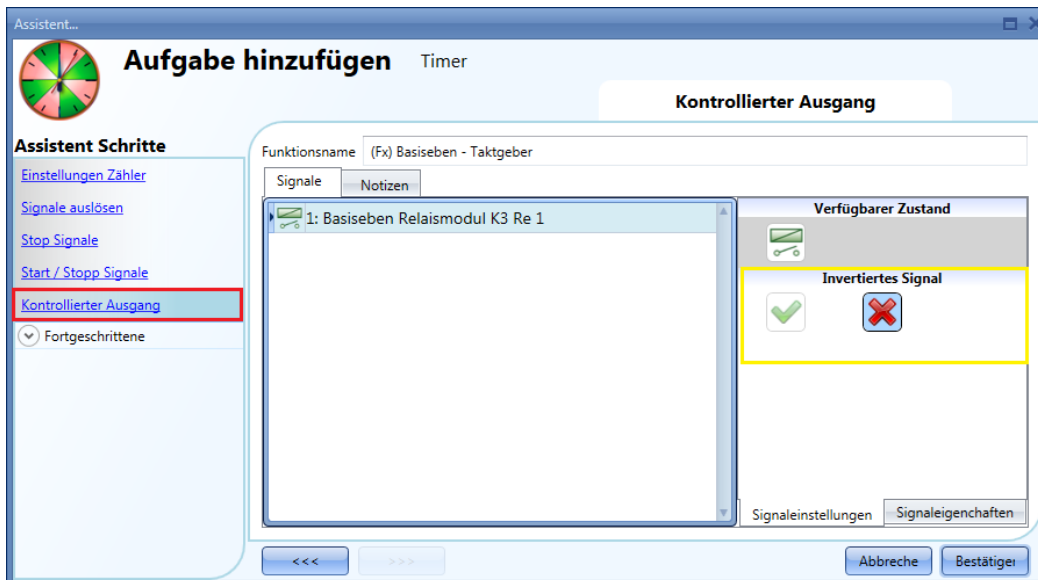 Assistent...
Aufgabe hinzufügen Timer
Kontrollierter Ausgang
Assistent Schritte
Einstellungen Zähler
Signale auslösen
Stop Signale
Start / Stopp Signale
Kontrollierter Ausgang
Fortgeschrittene
Funktionsname (Fx) Basiseben - Taktgeber
Signale Notizen
1: Basiseben Relaismodul K3 Re 1
Verfügbarer Zustand
Invertiertes Signal
Signaleinstellungen Signaleigenchaften
<<< >>> Abbreche Bestätiger